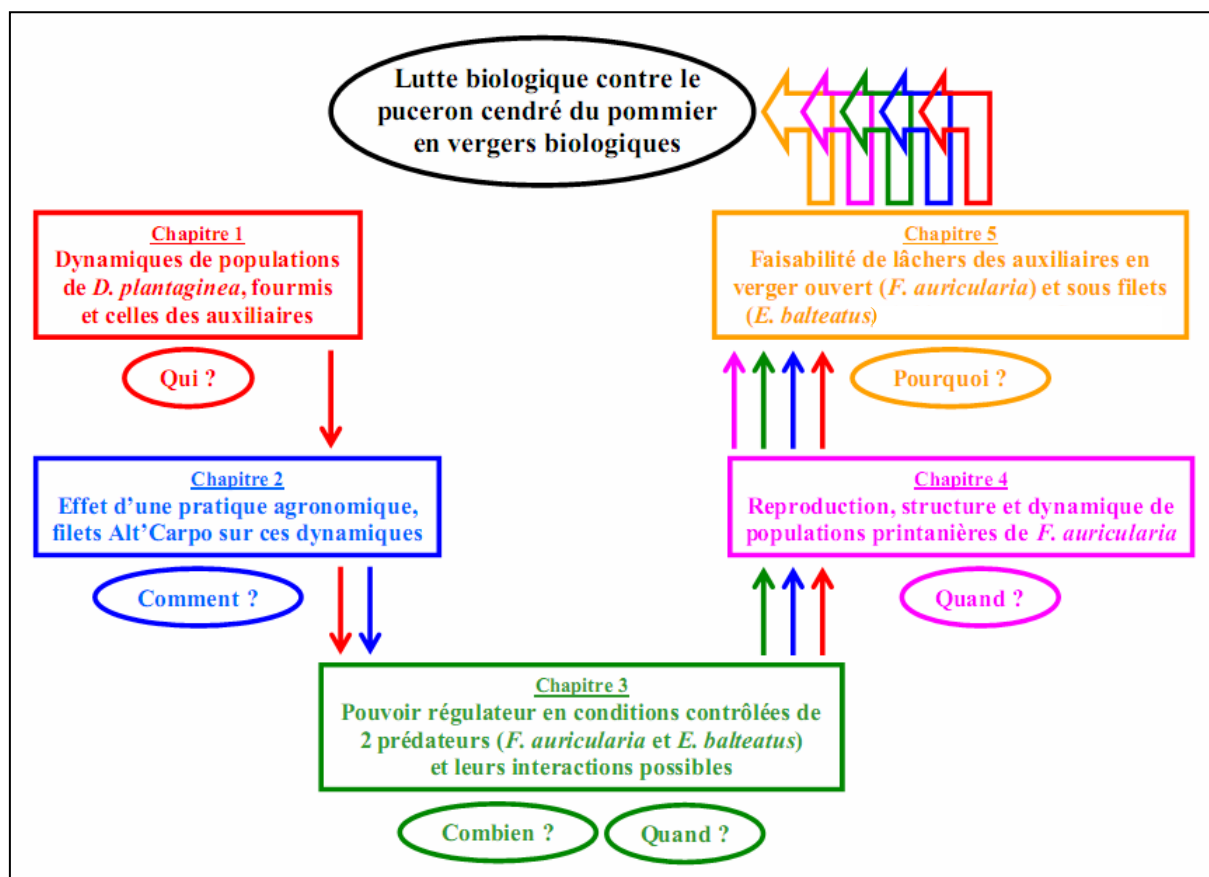 Lutte biologique contre le
puceron cendré du pommier
en vergers biologiques
Chapitre 1
Dynamiques de populations
de D. plantaginea, fourmis
et celles des auxiliaires
Qui ?
Chapitre 2
Effet d'une pratique agronomique,
filets Alt'Carpo sur ces dynamiques
Comment ?
Chapitre 3
Pouvoir régulateur en conditions contrôlées de
2 prédateurs (F. auricularia et E. balteatus)
et leurs interactions possibles
Combien ?
Quand ?
Chapitre 4
Reproduction, structure et dynamique de
populations printanières de F. auricularia
Quand ?
Chapitre 5
Faisabilité de lâchers des auxiliaires en
verger ouvert (F. auricularia) et sous filets
(E. balteatus)
Pourquoi ?